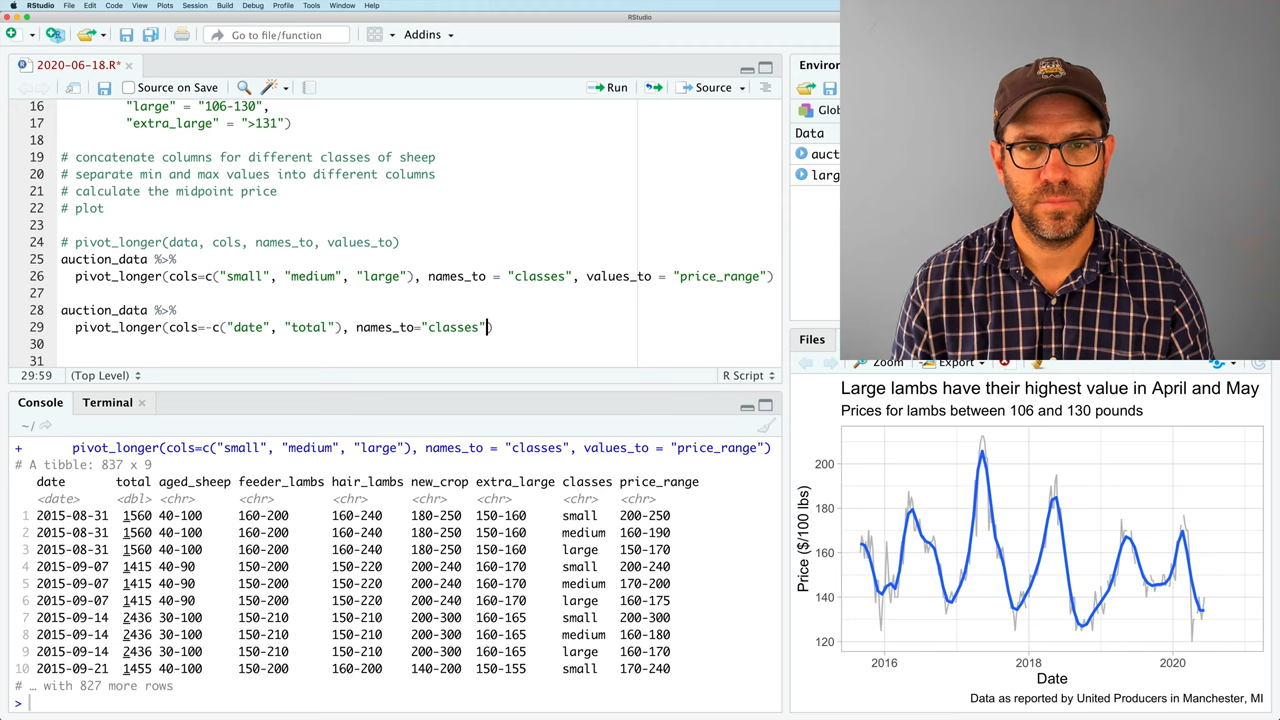 RStudio File Edit Code View Plots Session Build Debug Profile Tools Window Help
RStudio
Go to file/function Addins
2020-06-18.R*
Source on Save Run Source
16 "large" = "106-130",
17 "extra_large" = ">131")
18
19 # concatenate columns for different classes of sheep
20 # separate min and max values into different columns
21 # calculate the midpoint price
22 # plot
23
24 # pivot_longer(data, cols, names_to, values_to)
25 auction_data %>%
26 pivot_longer(cols=c("small", "medium", "large"), names_to = "classes", values_to = "price_range")
27
28 auction_data %>%
29 pivot_longer(cols=-c("date", "total"), names_to="classes")
30
31
29:59 (Top Level) R Script
Console Terminal
~/
+ pivot_longer(cols=c("small", "medium", "large"), names_to = "classes", values_to = "price_range")
# A tibble: 837 x 9
date total aged_sheep feeder_lambs hair_lambs new_crop extra_large classes price_range
<date> <dbl> <chr> <chr> <chr> <chr> <chr> <chr> <chr>
1 2015-08-31 1560 40-100 160-200 160-240 180-250 150-160 small 200-250
2 2015-08-31 1560 40-100 160-200 160-240 180-250 150-160 medium 160-190
3 2015-08-31 1560 40-100 160-200 160-240 180-250 150-160 large 150-170
4 2015-09-07 1415 40-90 160-200 150-220 200-240 160-170 small 200-240
5 2015-09-07 1415 40-90 160-200 150-220 200-240 160-170 medium 170-200
6 2015-09-07 1415 40-90 160-200 150-220 200-240 160-170 large 160-175
7 2015-09-14 2436 30-100 150-210 150-210 200-300 160-165 small 200-300
8 2015-09-14 2436 30-100 150-210 150-210 200-300 160-165 medium 160-180
9 2015-09-14 2436 30-100 150-210 150-210 200-300 160-165 large 160-170
10 2015-09-21 1455 40-100 150-200 160-200 140-200 150-155 small 170-240
# … with 827 more rows
>
Environ
Glob
Data
auct
larg
Files
Zoom Export
Large lambs have their highest value in April and May
Prices for lambs between 106 and 130 pounds
Price ($/100 lbs)
200
180
160
140
120
2016 2018 2020
Date
Data as reported by United Producers in Manchester, MI